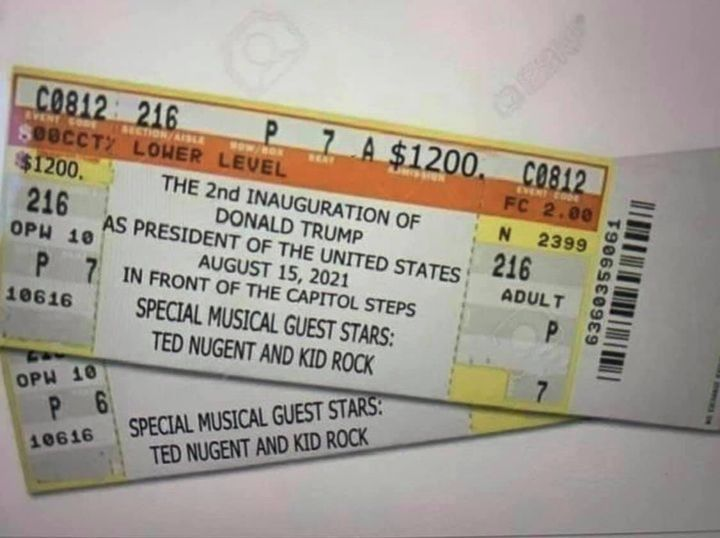 C0812 216 P 7 A $1200. C0812
EVENT CODE SECTION/AISLE ROW/BOX SEAT ADMISSION EVENT CODE
LOWER LEVEL
FC 2.00
$1200.
THE 2nd INAUGURATION OF
DONALD TRUMP
AS PRESIDENT OF THE UNITED STATES
AUGUST 15, 2021
IN FRONT OF THE CAPITOL STEPS
SPECIAL MUSICAL GUEST STARS:
TED NUGENT AND KID ROCK
216
OPW 10
P 7
10616
N 2399
216
ADULT
P
7
6360359061
OPW 10
P 6
10616
SPECIAL MUSICAL GUEST STARS:
TED NUGENT AND KID ROCK